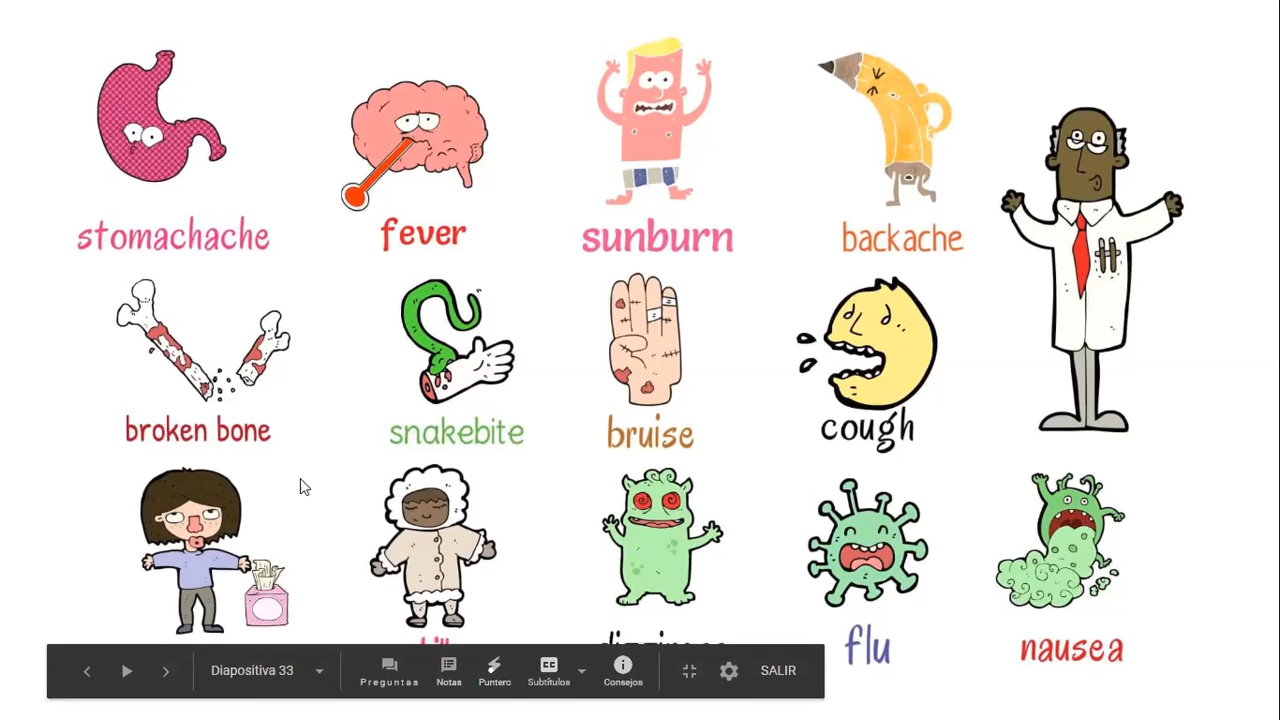 stomachache
fever
sunburn
backache
broken bone
snakebite
bruise
cough
flu
nausea
Diapositiva 33
Preguntas
Notas
Puntero
Subtítulos
Consejos
SALIR